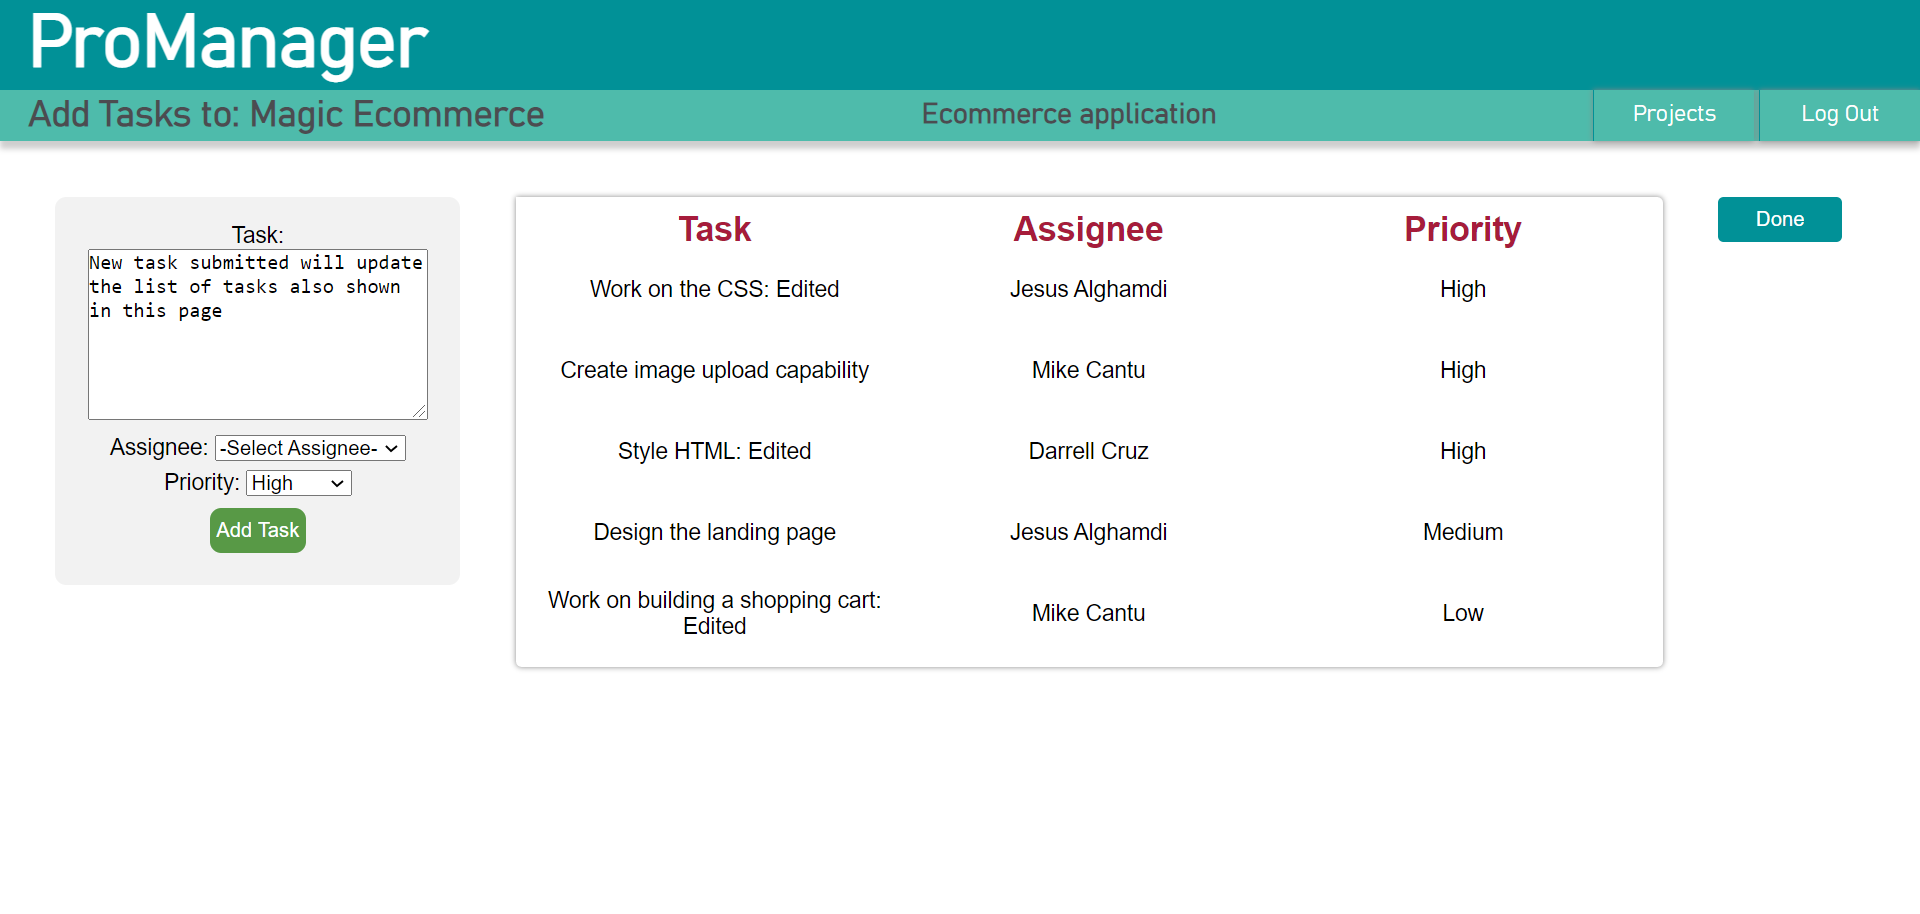 ProManager
Add Tasks to: Magic Ecommerce
Ecommerce application
Projects
Log Out
Task:
New task submitted will update
the list of tasks also shown
in this page
Assignee: -Select Assignee-
Priority: High
Add Task
Task Assignee Priority
Work on the CSS: Edited Jesus Alghamdi High
Create image upload capability Mike Cantu High
Style HTML: Edited Darrell Cruz High
Design the landing page Jesus Alghamdi Medium
Work on building a shopping cart:
Edited Mike Cantu Low
Done